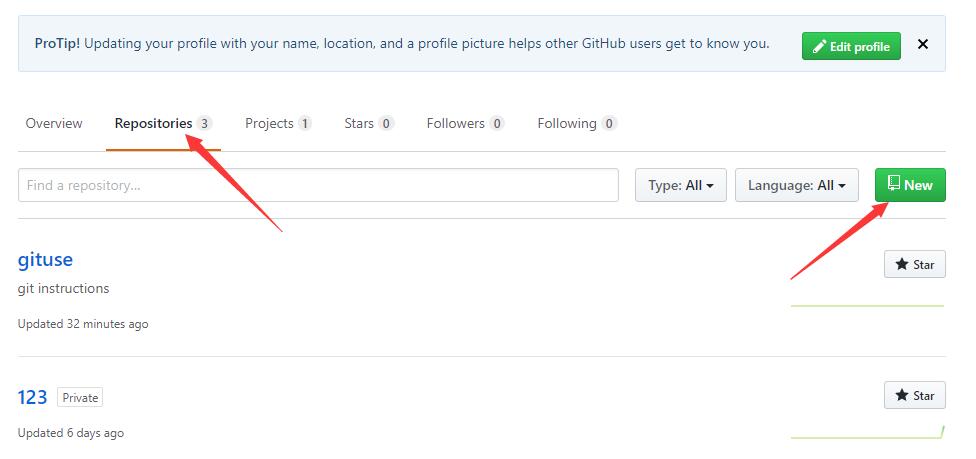 ProTip! Updating your profile with your name, location, and a profile picture helps other GitHub users get to know you. Edit profile
Overview Repositories 3 Projects 1 Stars 0 Followers 0 Following 0
Find a repository... Type: All Language: All New
gituse Star
git instructions
Updated 32 minutes ago
123 Private Star
Updated 6 days ago